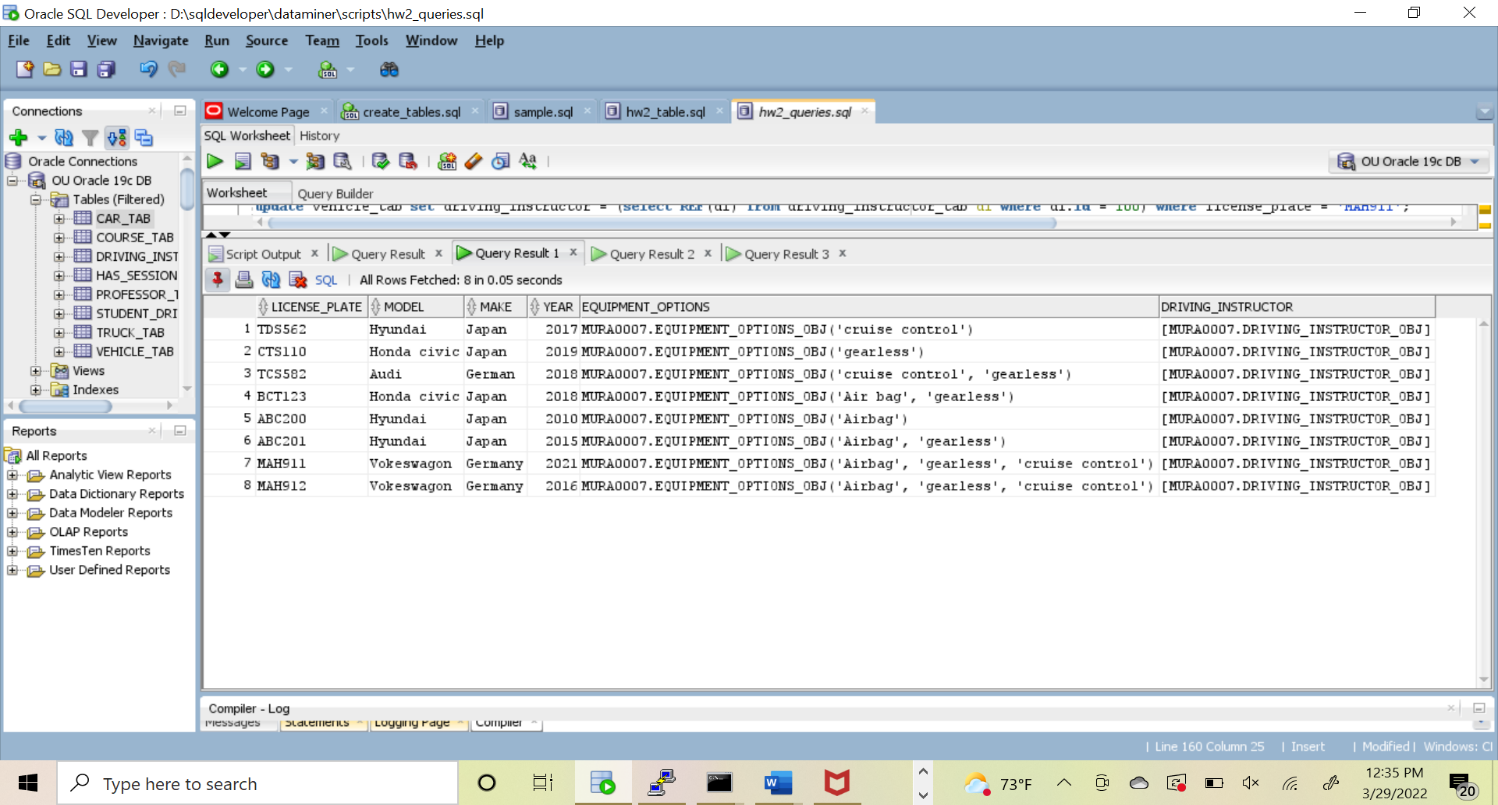 Oracle SQL Developer : D:\sqldeveloper\dataminer\scripts\hw2_queries.sql
File Edit View Navigate Run Source Team Tools Window Help
Connections
Welcome Page create_tables.sql sample.sql hw2_table.sql hw2_queries.sql
SQL Worksheet History
OU Oracle 19c DB
Worksheet Query Builder
update vehicle_tab set driving_instructor = (select REF(di) from driving_instructor_tab di where di.id = 100) where license_plate = 'MAH911';
Oracle Connections
OU Oracle 19c DB
Tables (Filtered)
CAR_TAB
COURSE_TAB
DRIVING_INST
HAS_SESSION
PROFESSOR_T
STUDENT_DRI
TRUCK_TAB
VEHICLE_TAB
Views
Indexes
Script Output Query Result Query Result 1 Query Result 2 Query Result 3
SQL All Rows Fetched: 8 in 0.05 seconds
LICENSE_PLATE MODEL MAKE YEAR EQUIPMENT_OPTIONS DRIVING_INSTRUCTOR
1 TDS562 Hyundai Japan 2017 MURA0007.EQUIPMENT_OPTIONS_OBJ('cruise control') [MURA0007.DRIVING_INSTRUCTOR_OBJ]
2 CTS110 Honda civic Japan 2019 MURA0007.EQUIPMENT_OPTIONS_OBJ('gearless') [MURA0007.DRIVING_INSTRUCTOR_OBJ]
3 TCS582 Audi German 2018 MURA0007.EQUIPMENT_OPTIONS_OBJ('cruise control', 'gearless') [MURA0007.DRIVING_INSTRUCTOR_OBJ]
4 BCT123 Honda civic Japan 2018 MURA0007.EQUIPMENT_OPTIONS_OBJ('Air bag', 'gearless') [MURA0007.DRIVING_INSTRUCTOR_OBJ]
5 ABC200 Hyundai Japan 2010 MURA0007.EQUIPMENT_OPTIONS_OBJ('Airbag') [MURA0007.DRIVING_INSTRUCTOR_OBJ]
6 ABC201 Hyundai Japan 2015 MURA0007.EQUIPMENT_OPTIONS_OBJ('Airbag', 'gearless') [MURA0007.DRIVING_INSTRUCTOR_OBJ]
7 MAH911 Vokeswagon Germany 2021 MURA0007.EQUIPMENT_OPTIONS_OBJ('Airbag', 'gearless', 'cruise control') [MURA0007.DRIVING_INSTRUCTOR_OBJ]
8 MAH912 Vokeswagon Germany 2016 MURA0007.EQUIPMENT_OPTIONS_OBJ('Airbag', 'gearless', 'cruise control') [MURA0007.DRIVING_INSTRUCTOR_OBJ]
Reports
All Reports
Analytic View Reports
Data Dictionary Reports
Data Modeler Reports
OLAP Reports
TimesTen Reports
User Defined Reports
Compiler - Log
Messages Statements Logging Page Compiler
Line 160 Column 25 | Insert | Modified | Windows: CI
Type here to search
73°F
12:35 PM
3/29/2022
20